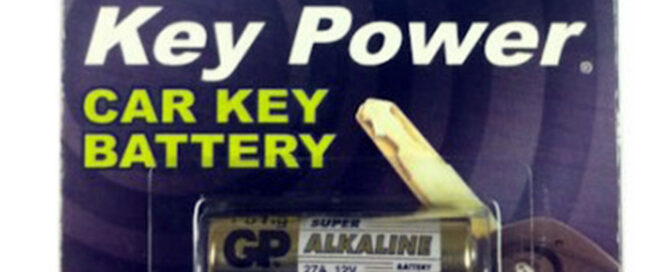 Key Power®
CAR KEY
BATTERY
SUPER
GP ALKALINE
27A 12V BATTERY